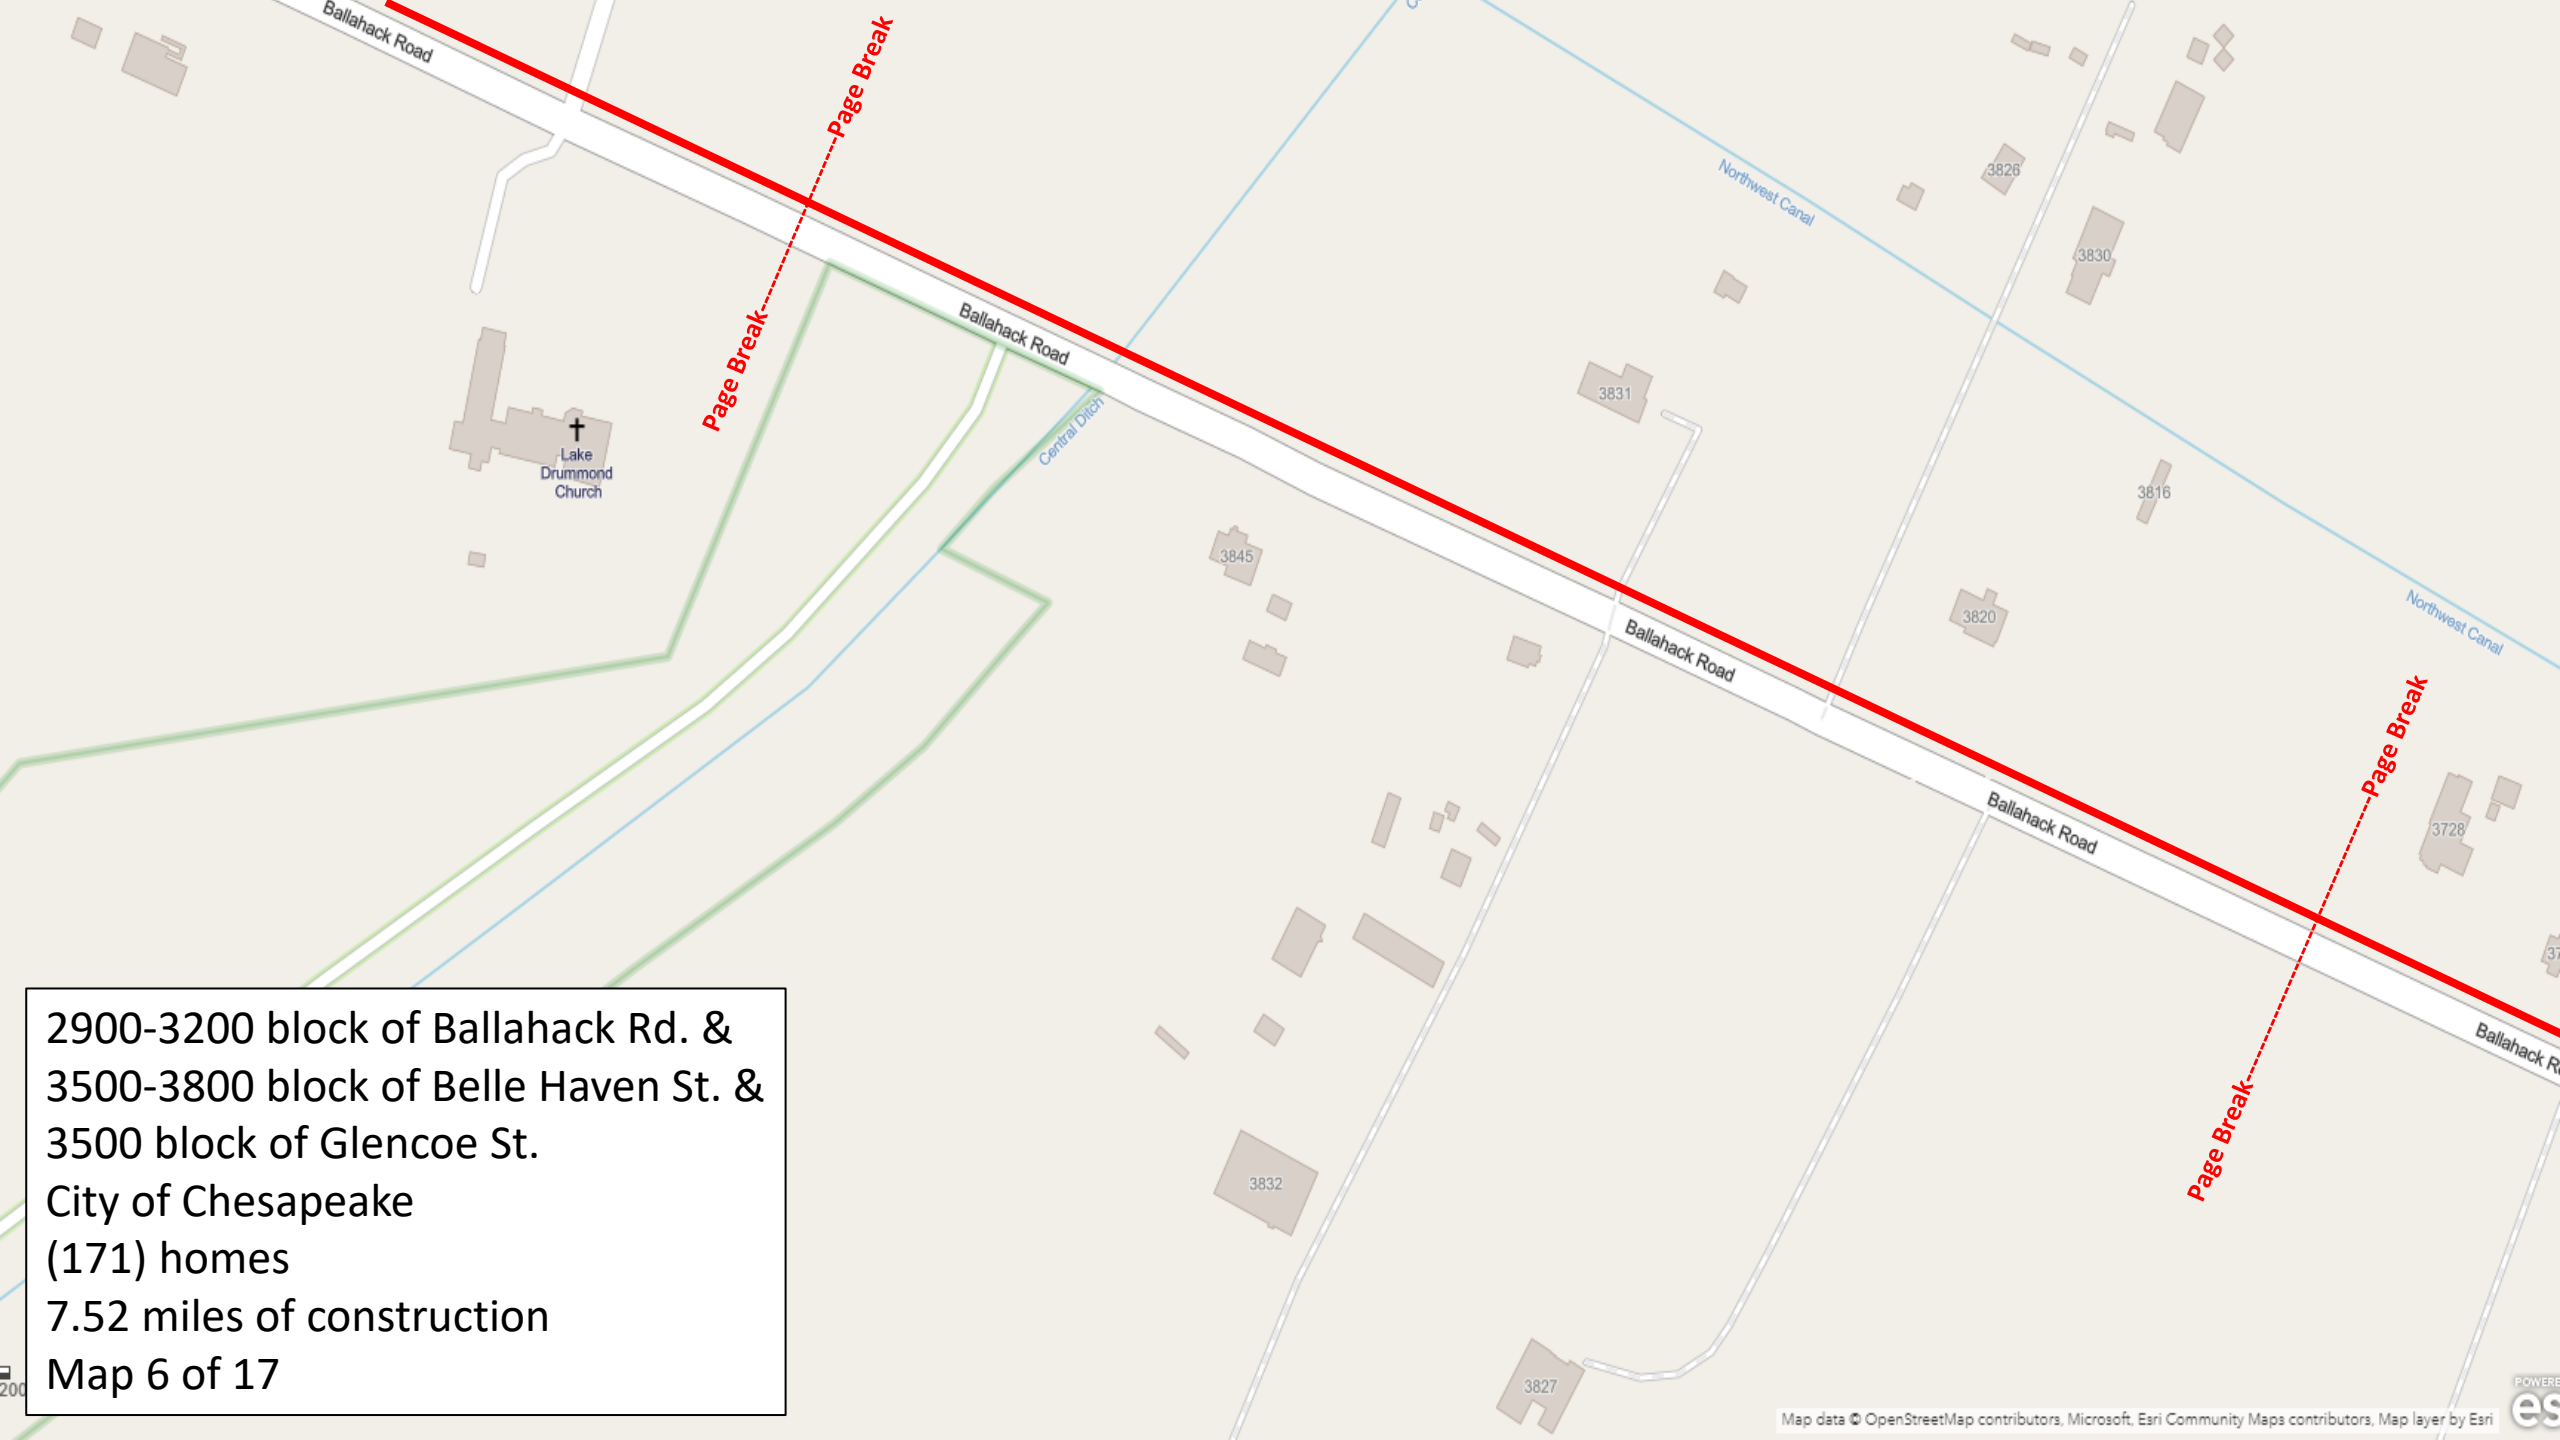 Ballahack Road
Page Break
Northwest Canal
3826
3830
Page Break
Ballahack Road
3831
Central Ditch
Lake
Drummond
Church
3816
3845
3820
Northwest Canal
Ballahack Road
Page Break
Ballahack Road
3728
Ballahack
Page Break
3832
3827
2900-3200 block of Ballahack Rd. &
3500-3800 block of Belle Haven St. &
3500 block of Glencoe St.
City of Chesapeake
(171) homes
7.52 miles of construction
Map 6 of 17
Map data © OpenStreetMap contributors, Microsoft, Esri Community Maps contributors, Map layer by Esri